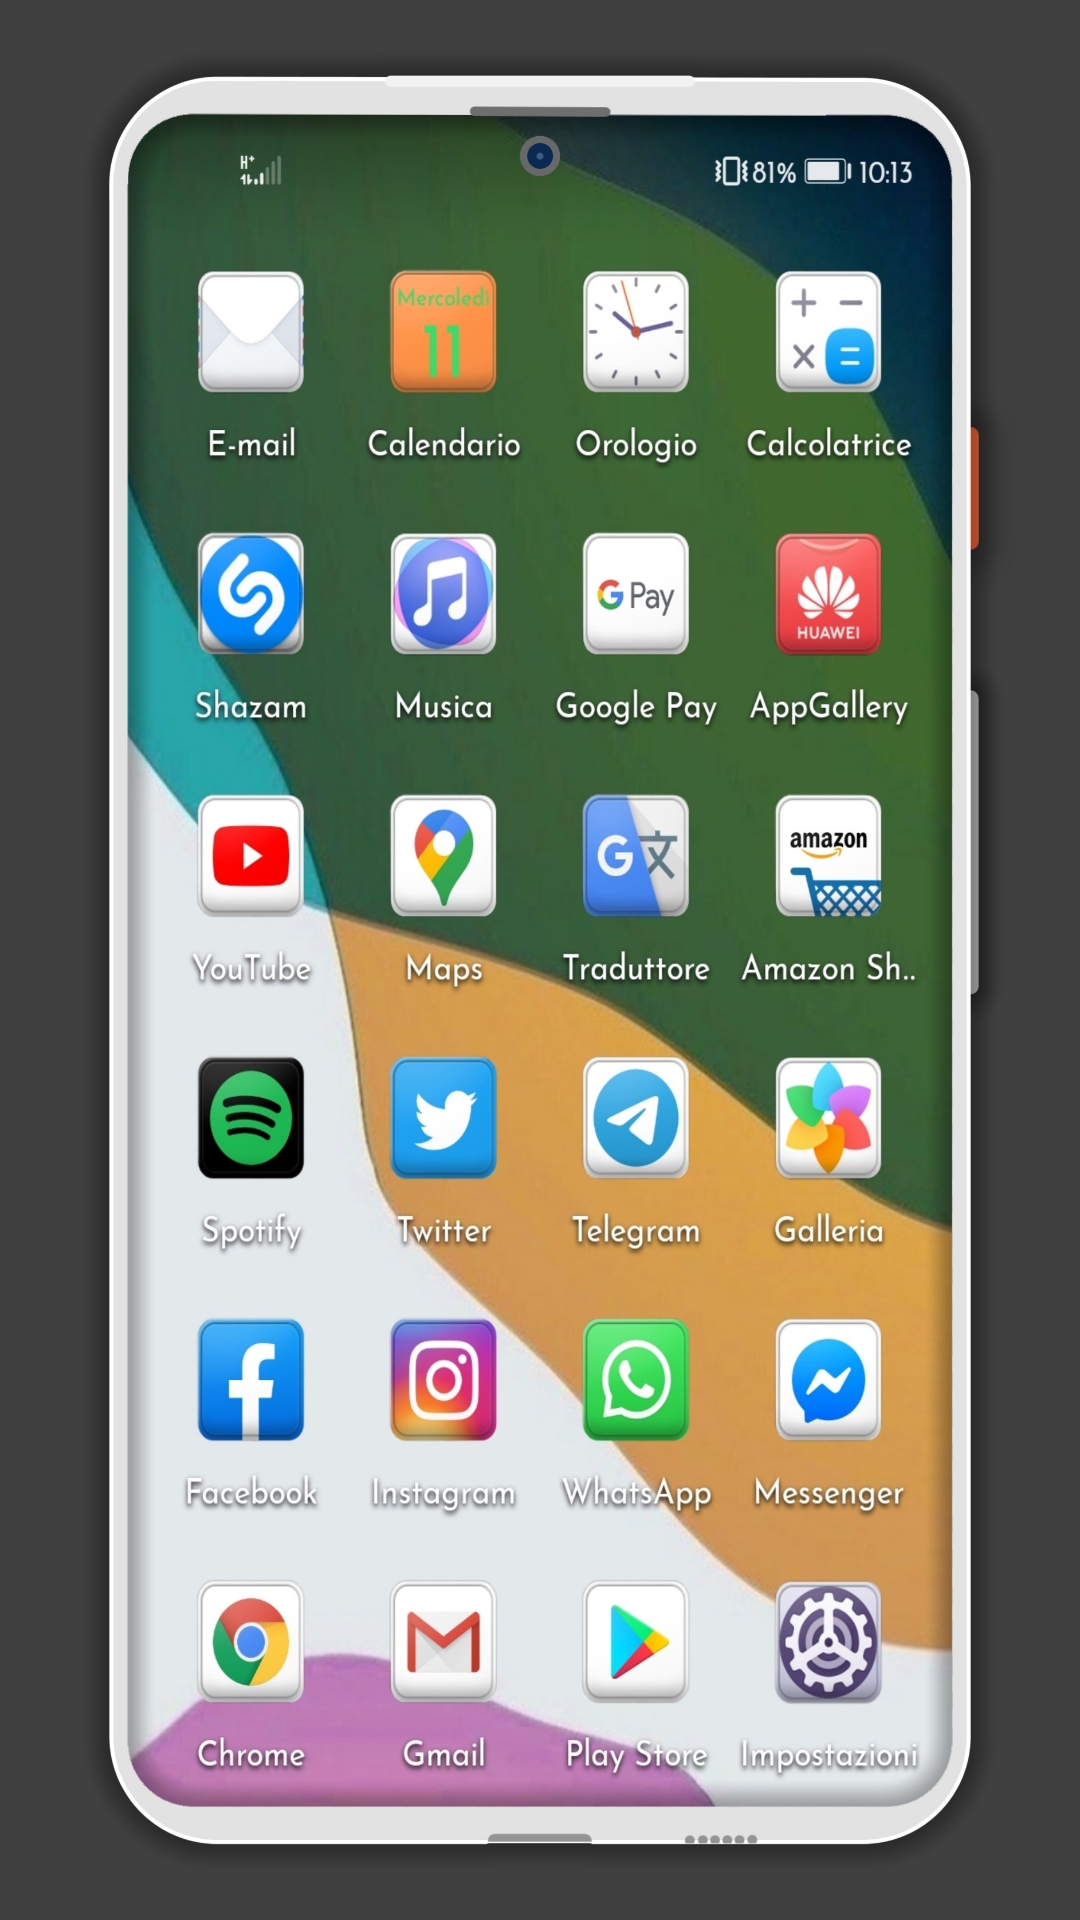 H+ 81% 10:13
Mercoledì
11
E-mail Calendario Orologio Calcolatrice
G Pay
HUAWEI
Shazam Musica Google Pay AppGallery
G 文
amazon
YouTube Maps Traduttore Amazon Sh..
Spotify Twitter Telegram Galleria
Facebook Instagram WhatsApp Messenger
Chrome Gmail Play Store Impostazioni